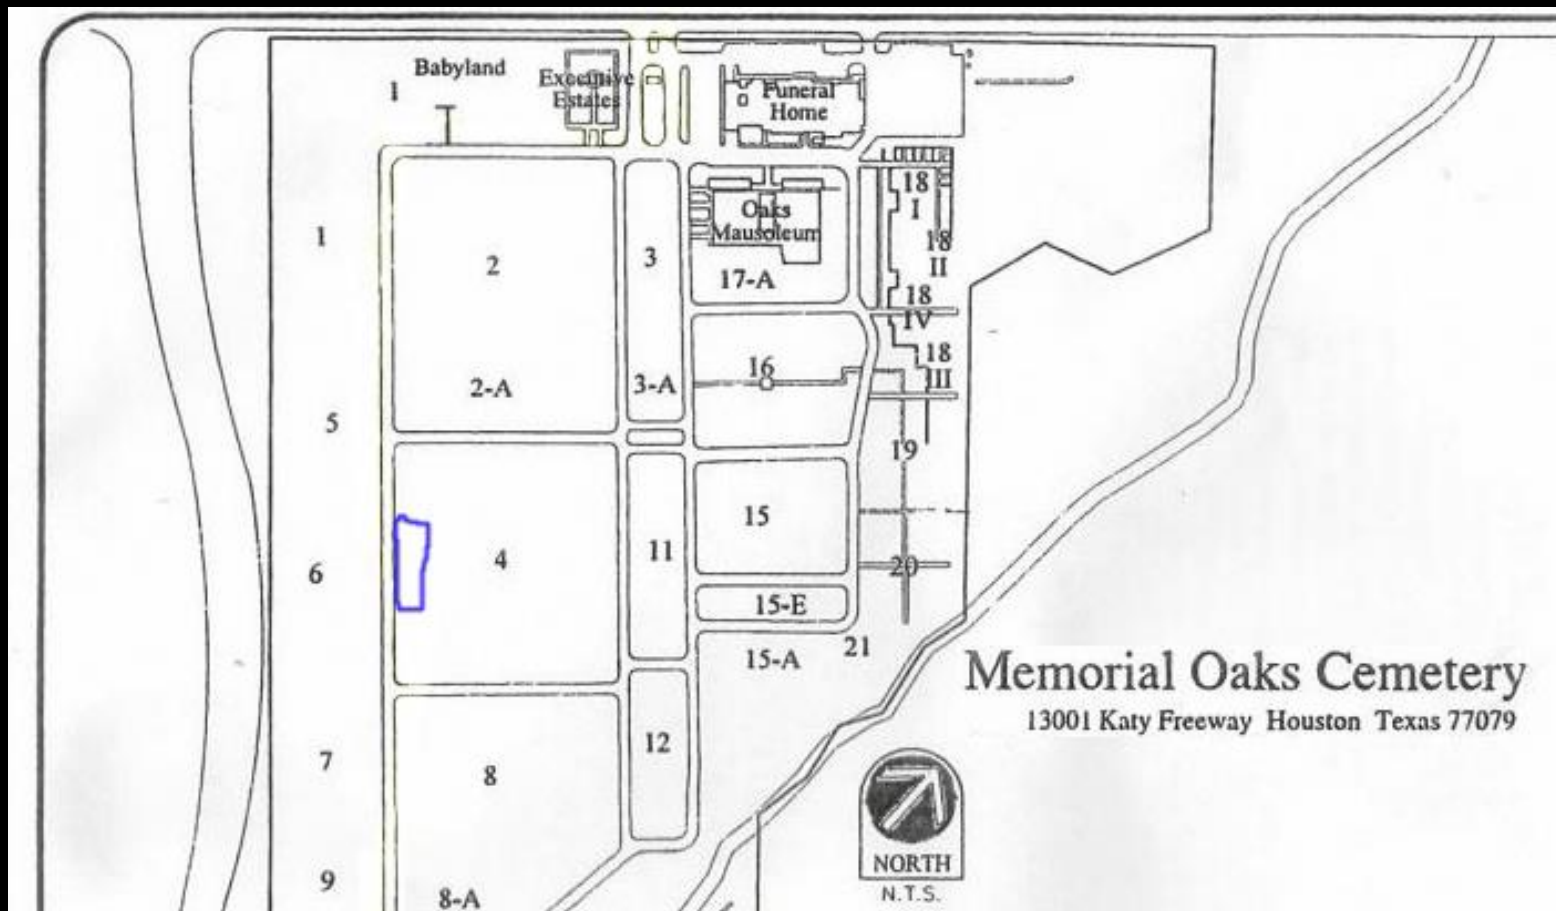 Babyland
1
Executive
Estates
Funeral
Home
1
2
3
Oaks
Mausoleum
17-A
18
I
18
II
18
IV
18
III
16
2-A
3-A
5
19
15
4
11
6
20
15-E
15-A
21
Memorial Oaks Cemetery
13001 Katy Freeway Houston Texas 77079
12
7
8
9
8-A
NORTH
N.T.S.